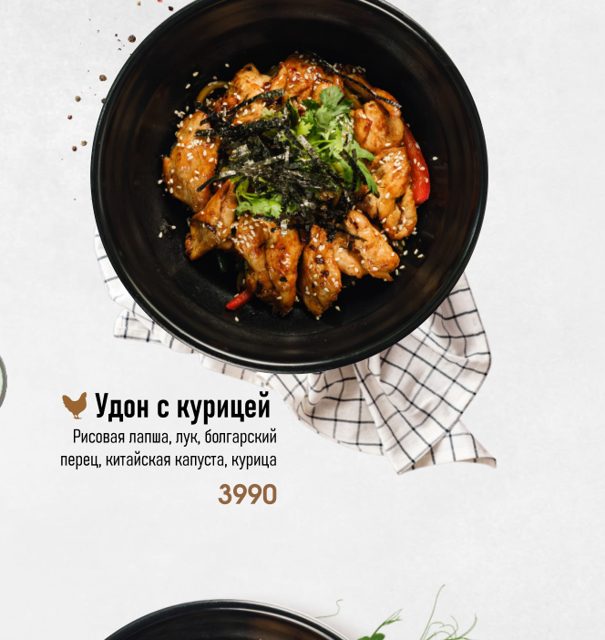 Удон с курицей
Рисовая лапша, лук, болгарский
перец, китайская капуста, курица
3990